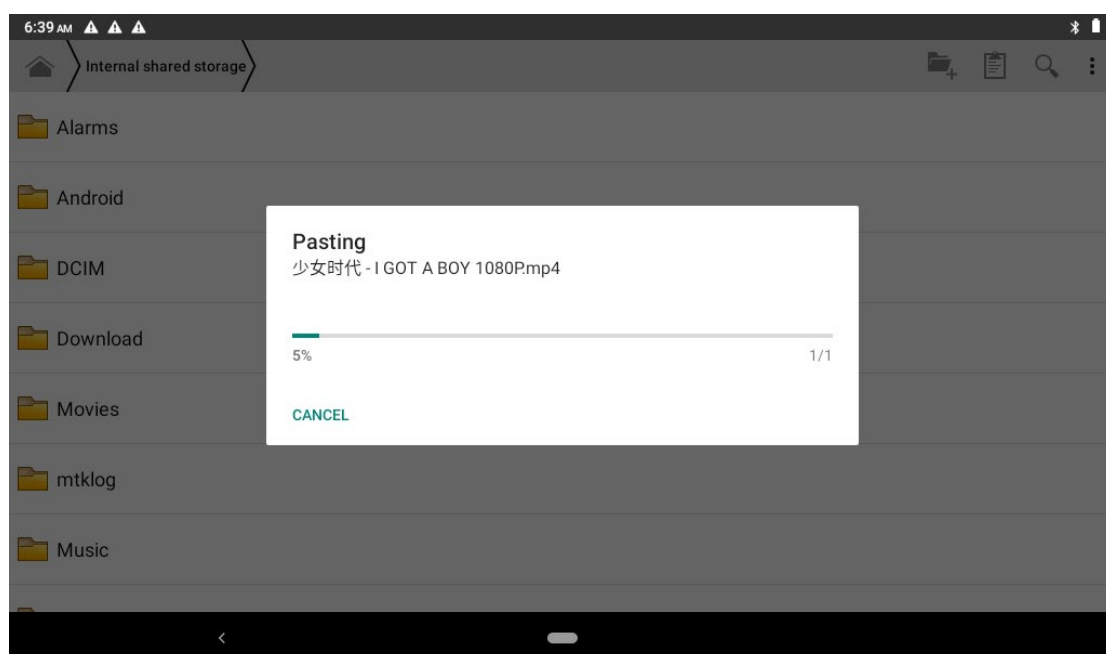 6:39 AM
Internal shared storage
Alarms
Android
DCIM
Download
Movies
mtklog
Music
Pasting
少女时代 - I GOT A BOY 1080P.mp4
5% 1/1
CANCEL